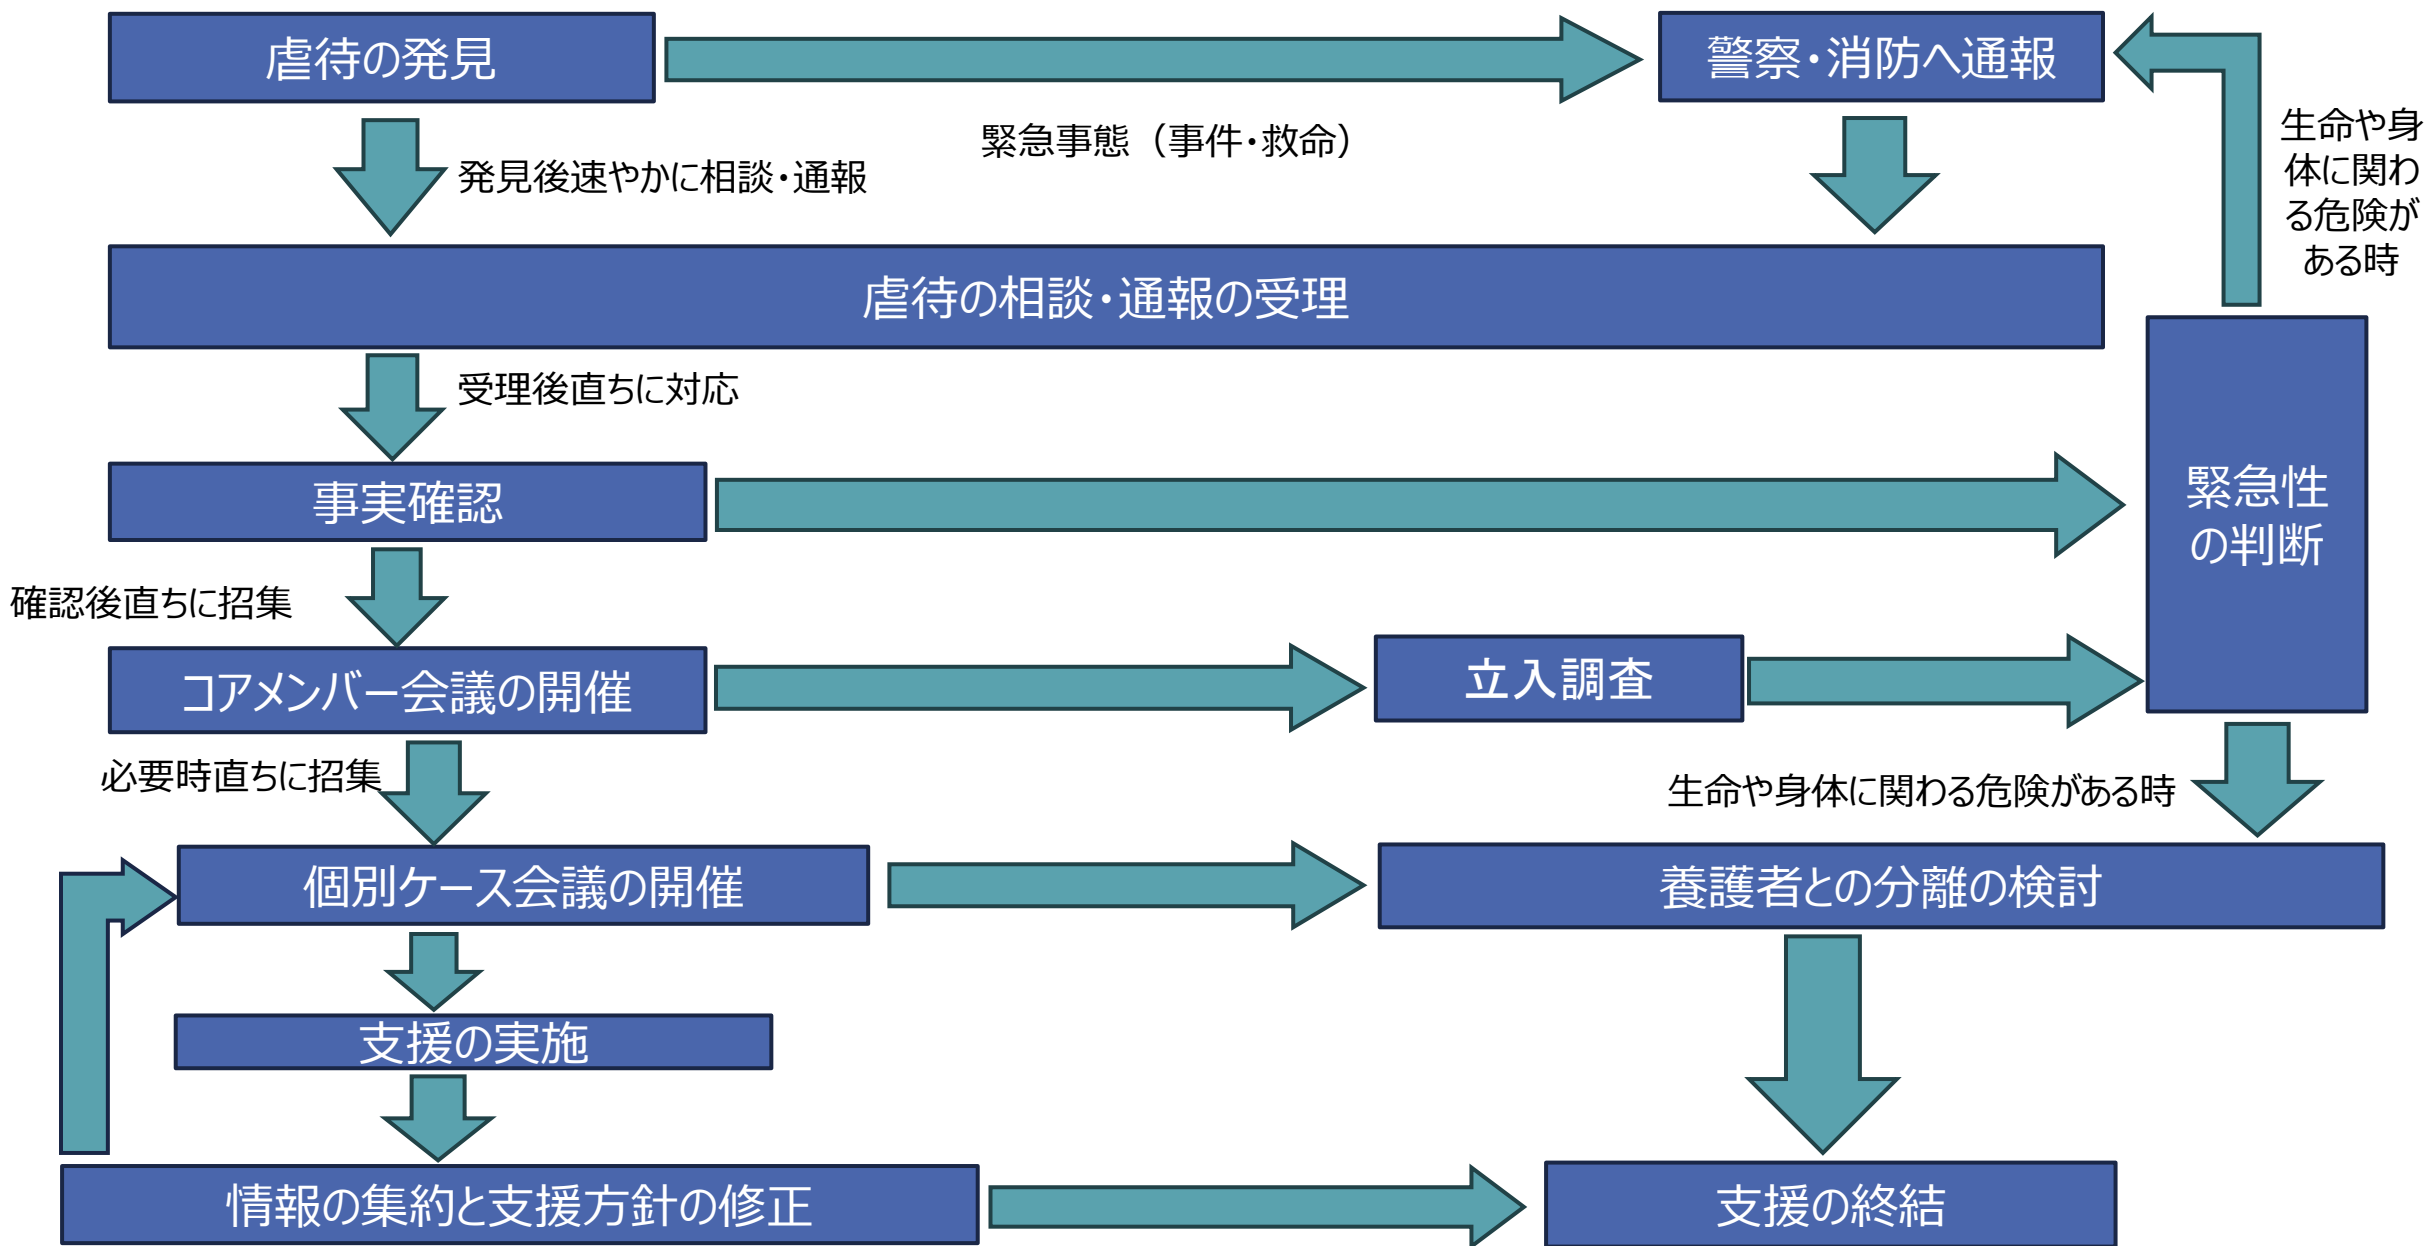 虐待の発見
警察・消防へ通報
緊急事態（事件・救命）
発見後速やかに相談・通報
生命や身
体に関わ
る危険が
ある時
虐待の相談・通報の受理
受理後直ちに対応
事実確認
緊急性
の判断
確認後直ちに招集
コアメンバー会議の開催
立入調査
必要時直ちに招集
生命や身体に関わる危険がある時
個別ケース会議の開催
養護者との分離の検討
支援の実施
情報の集約と支援方針の修正
支援の終結